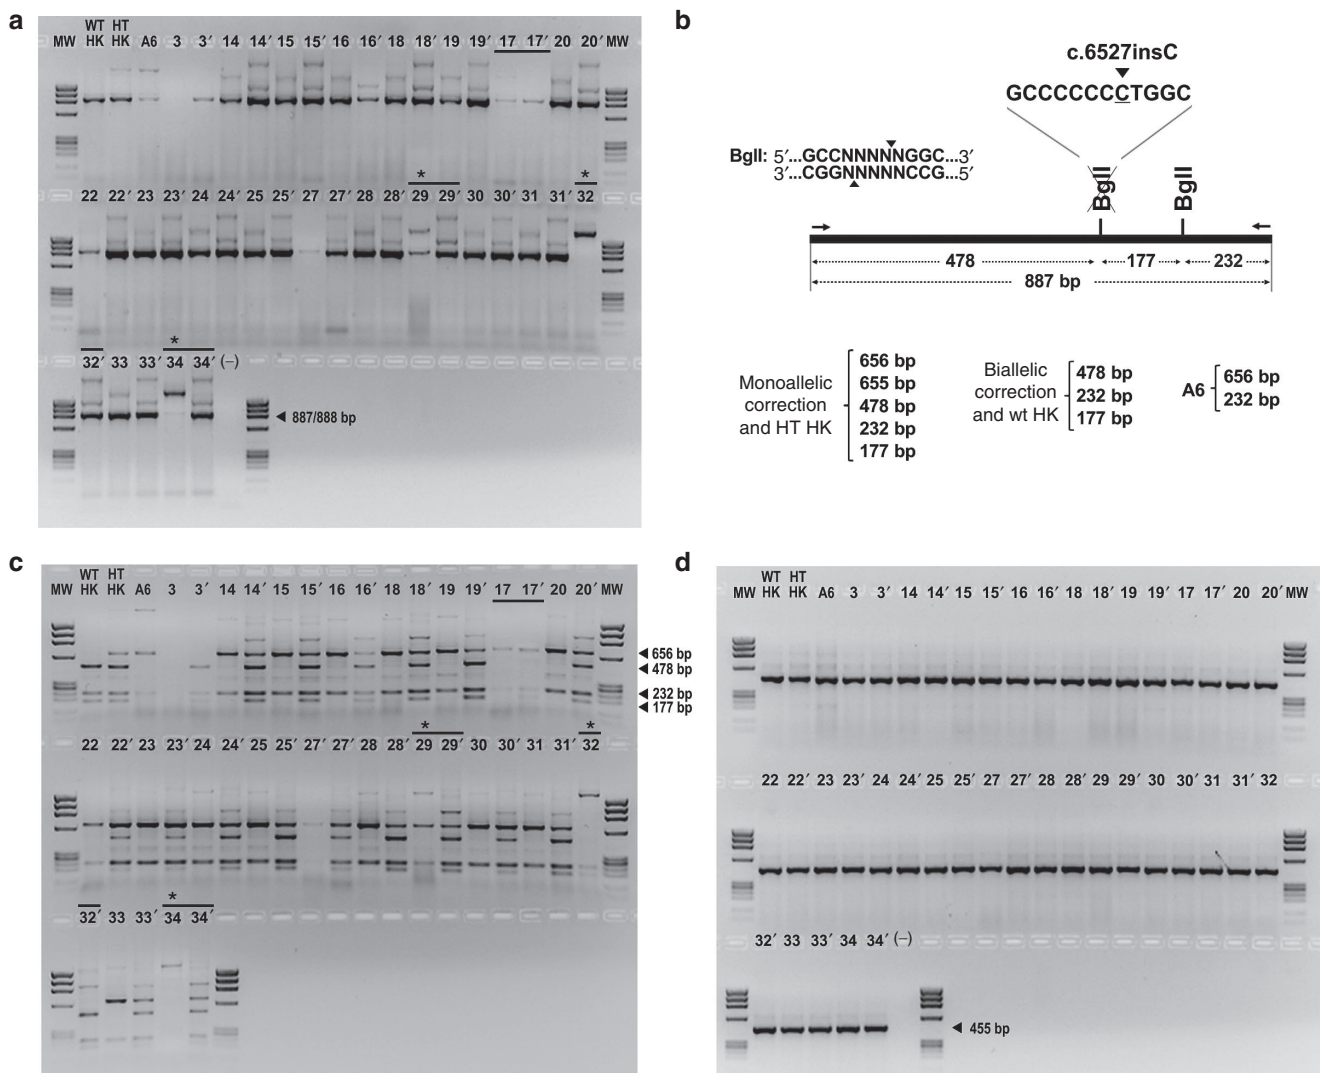 a
WT HT
MW HK HK A6 3 3′ 14 14′ 15 15′ 16 16′ 18 18′ 19 19′ 17 17′ 20 20′ MW
* *
22 22′ 23 23′ 24 24′ 25 25′ 27 27′ 28 28′ 29 29′ 30 30′ 31 31′ 32
*
32′ 33 33′ 34 34′ (–)
887/888 bp
b
c.6527insC
GCCCCCCCTGGC
BglI: 5′...GCCNNNNNGGC...3′
3′...CGGNNNNNCCG...5′
BglI BglI
478 177 232
887 bp
Monoallelic correction and HT HK
656 bp
655 bp
478 bp
232 bp
177 bp
Biallelic correction and wt HK
478 bp
232 bp
177 bp
A6
656 bp
232 bp
c
WT HT
MW HK HK A6 3 3′ 14 14′ 15 15′ 16 16′ 18 18′ 19 19′ 17 17′ 20 20′ MW
656 bp
478 bp
232 bp
177 bp
* *
22 22′ 23 23′ 24 24′ 25 25′ 27′ 27′ 28 28′ 29 29′ 30 30′ 31 31′ 32
*
32′ 33 33′ 34 34′
d
WT HT
MW HK HK A6 3 3′ 14 14′ 15 15′ 16 16′ 18 18′ 19 19′ 17 17′ 20 20′ MW
22 22′ 23 23′ 24 24′ 25 25′ 27 27′ 28 28′ 29 29′ 30 30′ 31 31′ 32
32′ 33 33′ 34 34′ (–)
455 bp